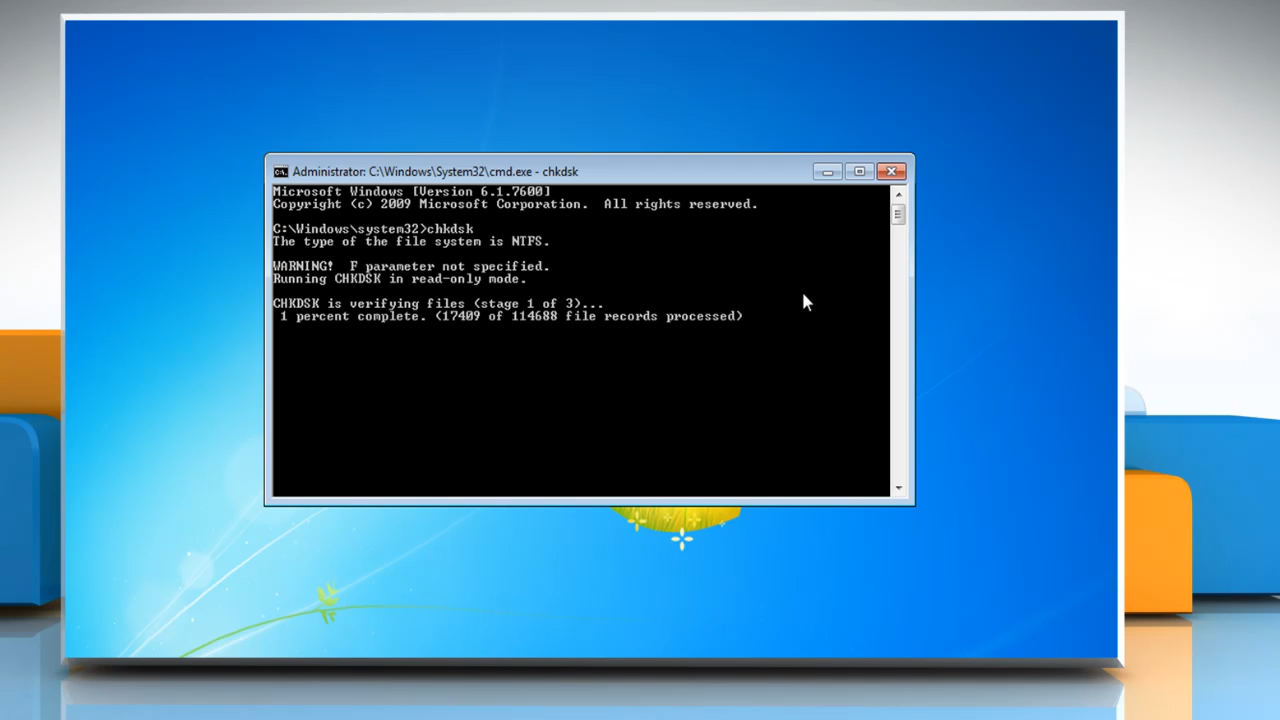 Administrator: C:\Windows\System32\cmd.exe - chkdsk
Microsoft Windows [Version 6.1.7600]
Copyright (c) 2009 Microsoft Corporation.  All rights reserved.
C:\Windows\system32>chkdsk
The type of the file system is NTFS.
WARNING!  F parameter not specified.
Running CHKDSK in read-only mode.
CHKDSK is verifying files (stage 1 of 3)...
1 percent complete. (17409 of 114688 file records processed)